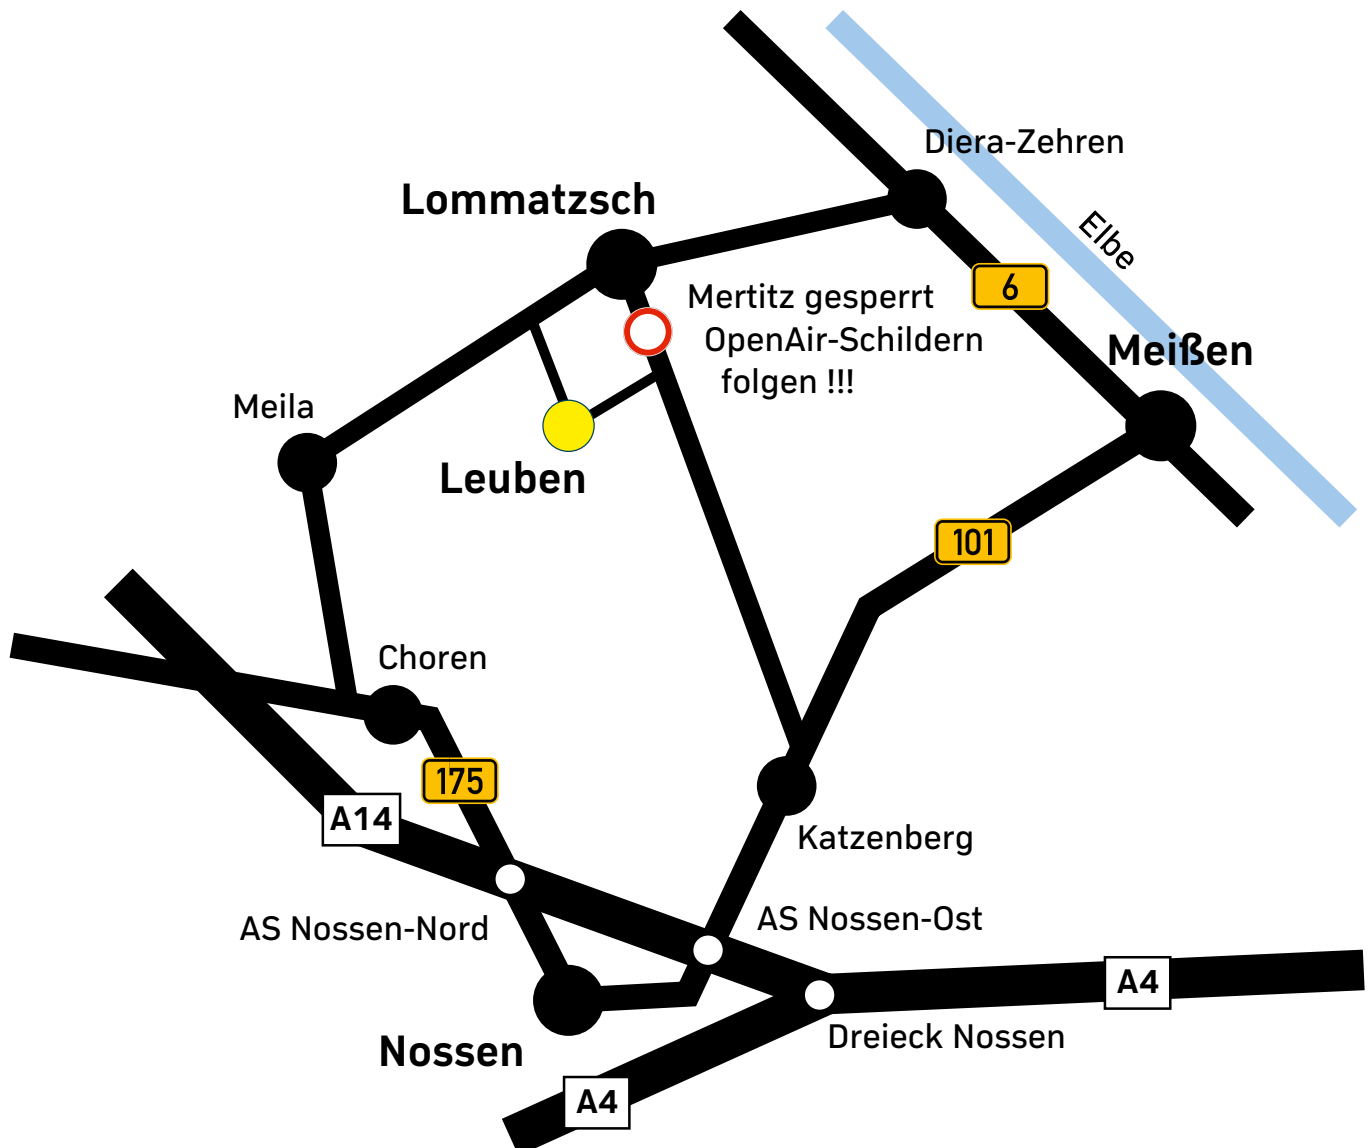 Diera-Zehren
Lommatzsch
Elbe
6
Mertitz gesperrt
OpenAir-Schildern
folgen !!!
Meißen
Meila
Leuben
101
Choren
175
A14
Katzenberg
AS Nossen-Ost
AS Nossen-Nord
A4
Dreieck Nossen
Nossen
A4